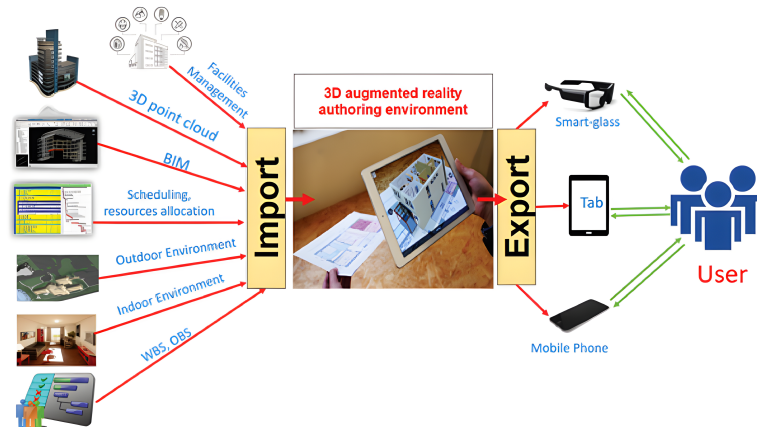 Facilities
Management
3D point cloud
BIM
Scheduling,
resources allocation
Outdoor Environment
Indoor Environment
WBS, OBS
Import
3D augmented reality
authoring environment
Export
Smart-glass
Tab
Mobile Phone
User